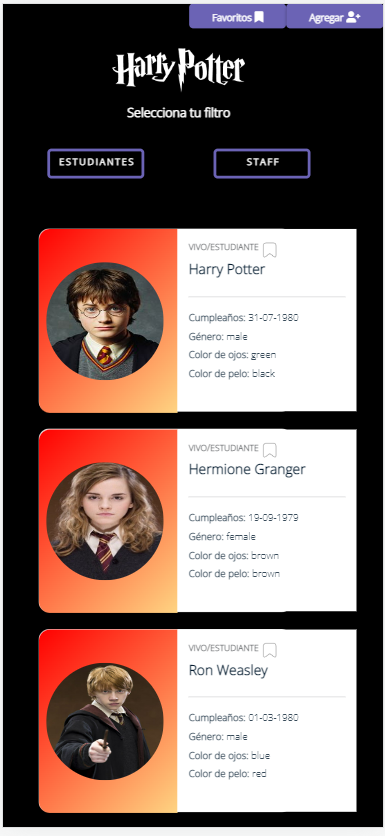 Favoritos
Agregar
Harry Potter
Selecciona tu filtro
ESTUDIANTES
STAFF
VIVO/ESTUDIANTE
Harry Potter
Cumpleaños: 31-07-1980
Género: male
Color de ojos: green
Color de pelo: black
VIVO/ESTUDIANTE
Hermione Granger
Cumpleaños: 19-09-1979
Género: female
Color de ojos: brown
Color de pelo: brown
VIVO/ESTUDIANTE
Ron Weasley
Cumpleaños: 01-03-1980
Género: male
Color de ojos: blue
Color de pelo: red